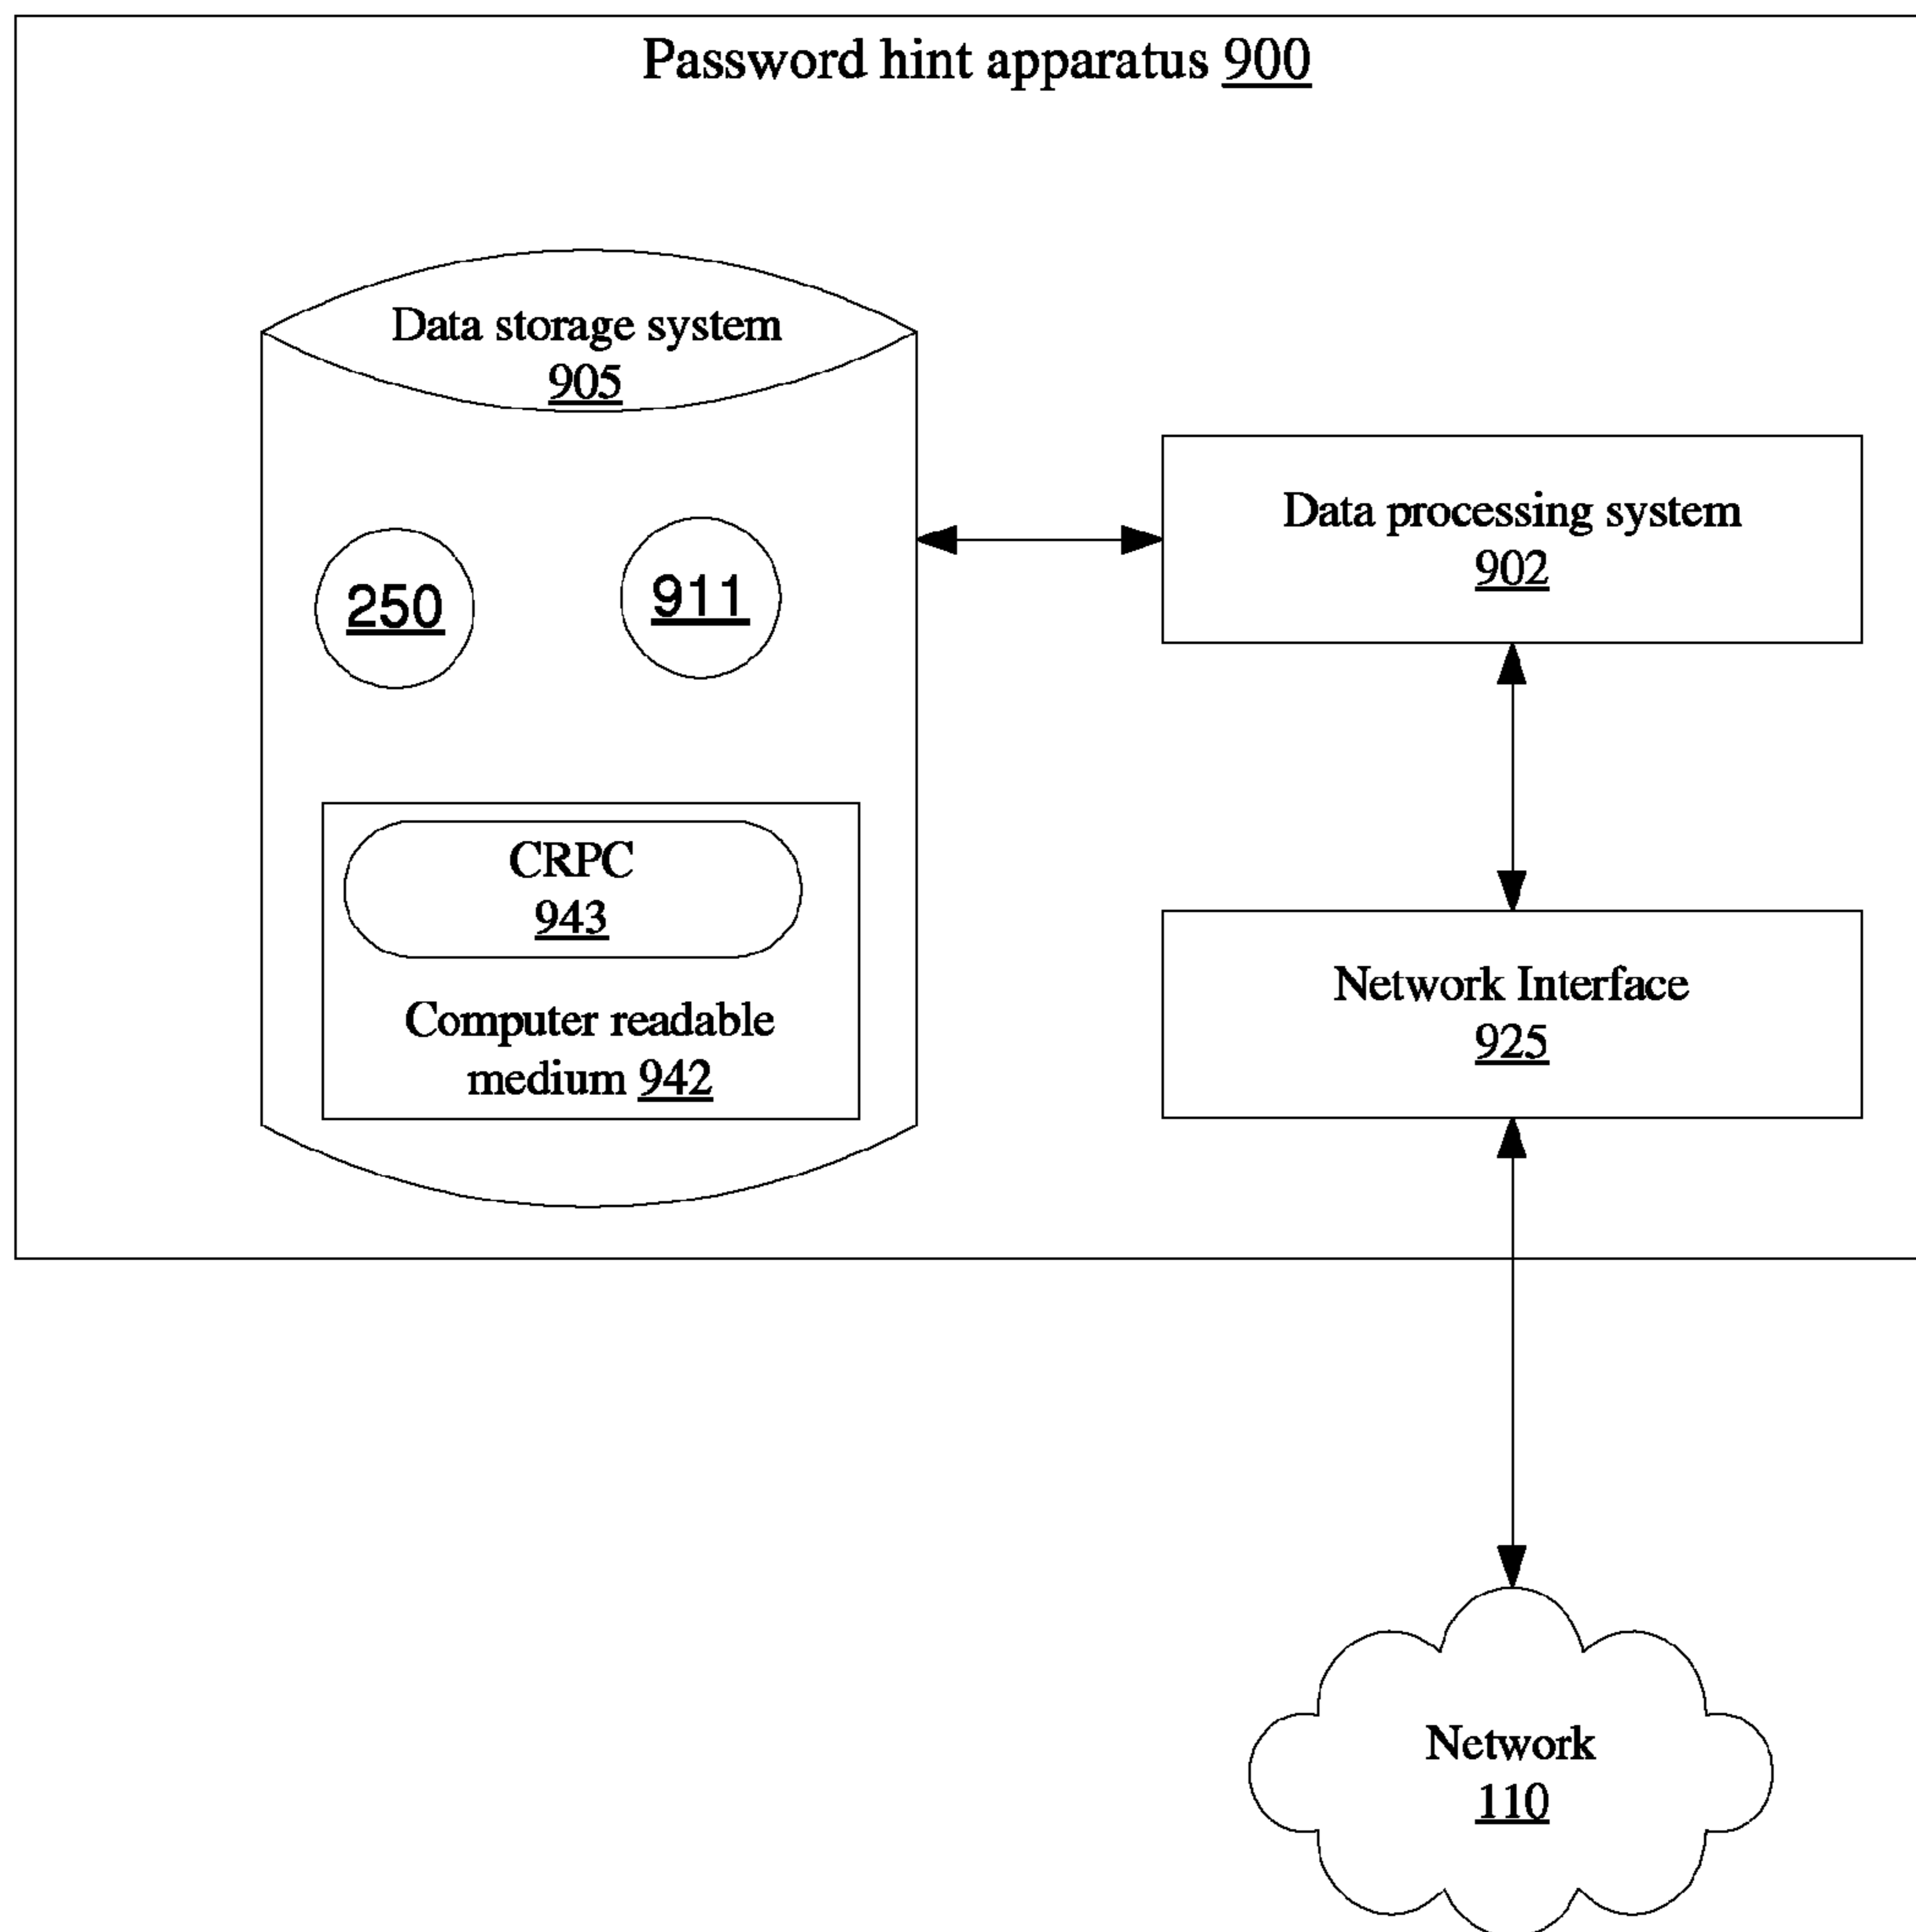 Password hint apparatus 900
Data storage system
905
Data processing system
902
250
911
CRPC
943
Computer readable
medium 942
Network Interface
925
Network
110